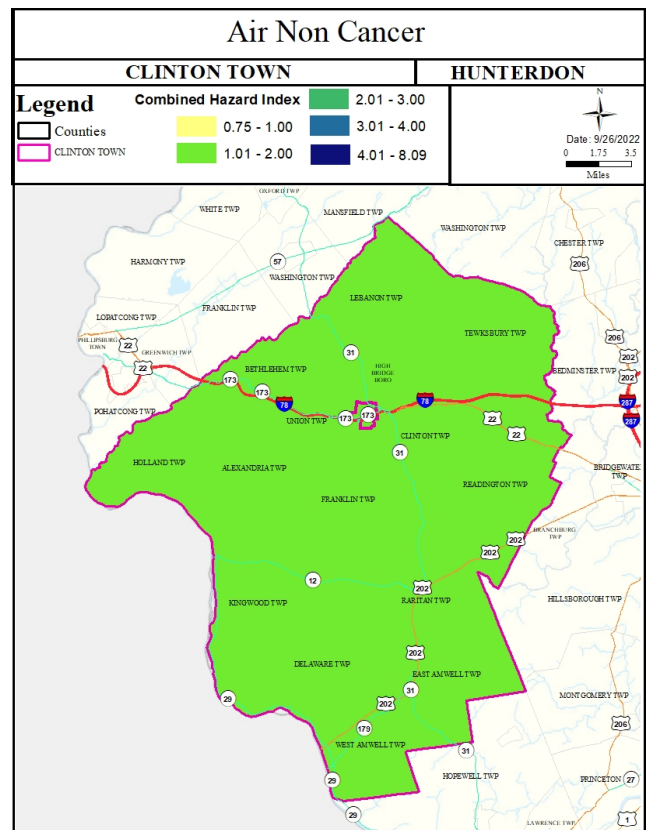 Air Non Cancer
CLINTON TOWN
HUNTERDON
Legend
Counties
CLINTON TOWN
Combined Hazard Index
0.75 - 1.00
1.01 - 2.00
2.01 - 3.00
3.01 - 4.00
4.01 - 8.09
N
Date: 9/26/2022
0 1.75 3.5
Miles
OXFORD TWP
WHITE TWP
MANSFIELD TWP
WASHINGTON TWP
CHESTER TWP
57
206
HARMONY TWP
WASHINGTON TWP
LEBANON TWP
FRANKLIN TWP
LOPATCONG TWP
TEWKSBURY TWP
206
PHILLIPSBURG
TOWN
22
GREENWICH TWP
31
202
22
BETHLEHEM TWP
HIGH
BRIDGE
BORO
BEDMINSTER TWP
202
173
173
78
78
287
POHATCONG TWP
UNION TWP
173
173
22
287
CLINTON TWP
22
31
HOLLAND TWP
ALEXANDRIA TWP
BRIDGEWATE
TWP
FRANKLIN TWP
READINGTON TWP
BRANCHBURG
TWP
202
202
12
202
KINGWOOD TWP
RARITAN TWP
HILLSBOROUGH TWP
202
DELAWARE TWP
EAST AMWELL TWP
29
31
MONTGOMERY TWP
202
206
179
WEST AMWELL TWP
31
29
HOPEWELL TWP
PRINCETON
27
29
LAWRENCE TWP
1